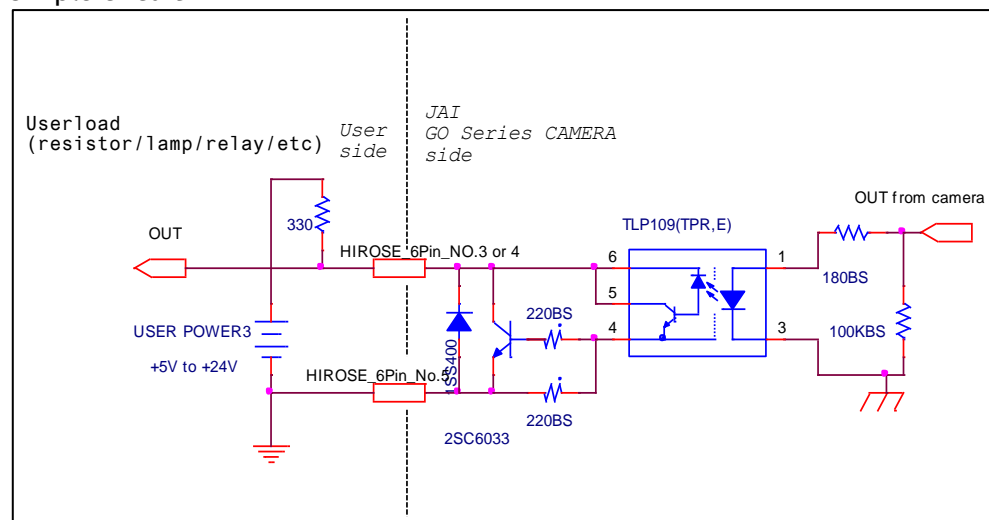 Userload
(resistor/lamp/relay/etc)
User
side
JAI
GO Series CAMERA
side
OUT from camera
TLP109(TPR,E)
330
OUT
HIROSE_6Pin_NO.3 or 4
6
1
180BS
5
220BS
4
3
100KBS
USER POWER3
+5V to +24V
HIROSE_6Pin_No.5
1SS400
220BS
2SC6033